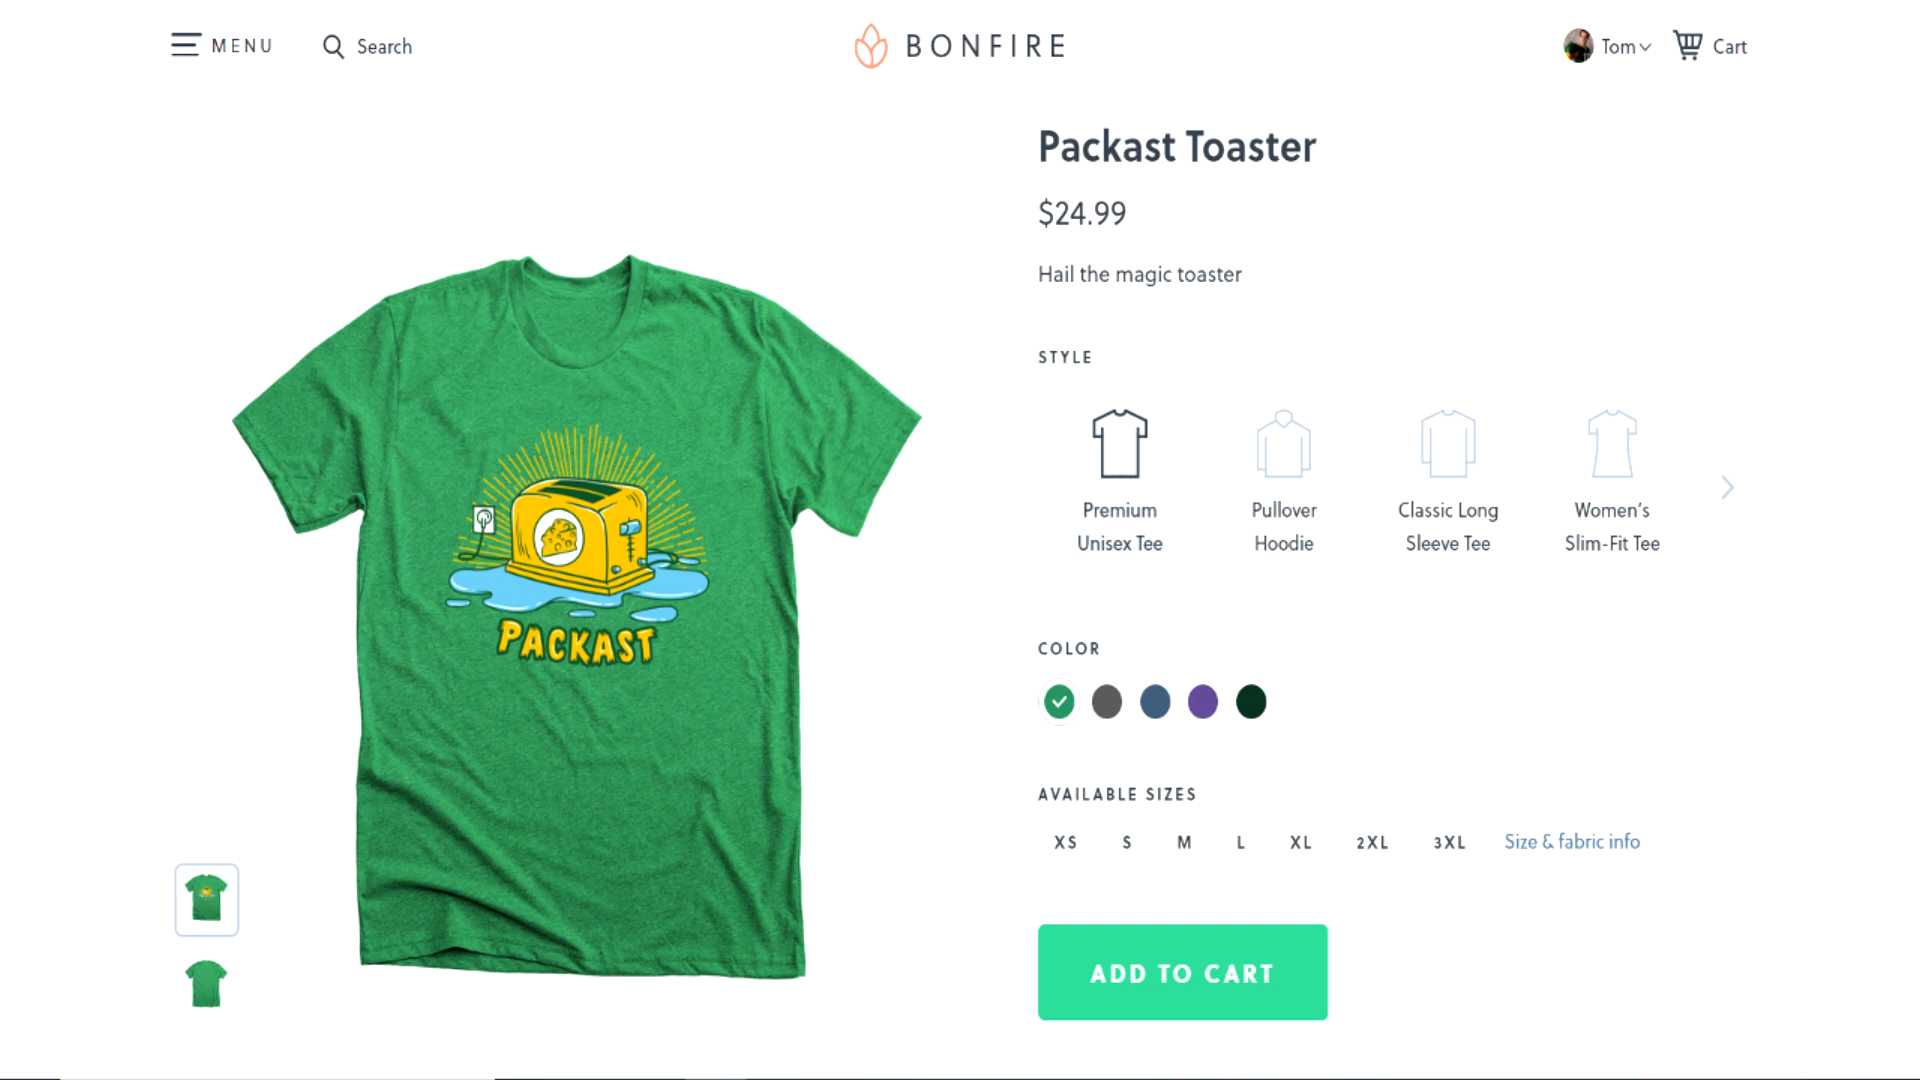 MENU
Search
BONFIRE
Tom
Cart
Packast Toaster
$24.99
Hail the magic toaster
STYLE
Premium
Unisex Tee
Pullover
Hoodie
Classic Long
Sleeve Tee
Women's
Slim-Fit Tee
COLOR
AVAILABLE SIZES
XS S M L XL 2XL 3XL Size & fabric info
ADD TO CART
PACKAST